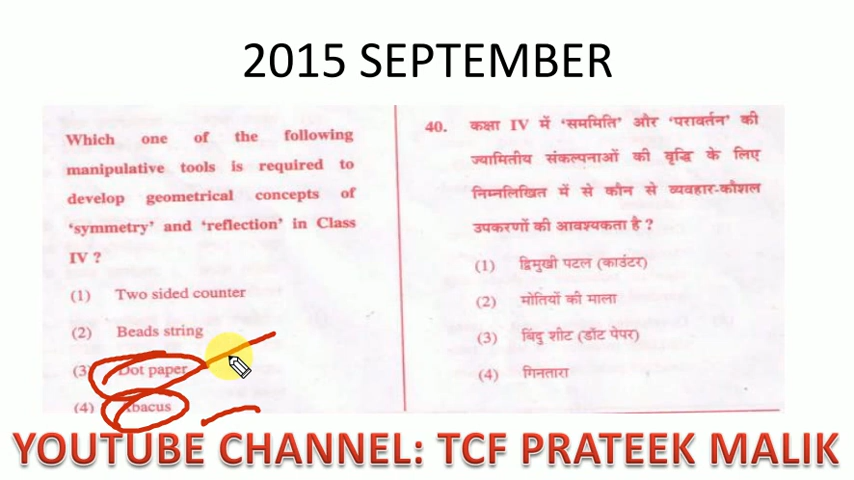 2015 SEPTEMBER
Which one of the following
manipulative tools is required to
develop geometrical concepts of
'symmetry' and 'reflection' in Class
IV ?
(1) Two sided counter
(2) Beads string
(3) Dot paper
(4) Abacus
40. कक्षा IV में 'सममिति' और 'परावर्तन' की
ज्यामितीय संकल्पनाओं की वृद्धि के लिए
निम्नलिखित में से कौन से व्यवहार-कौशल
उपकरणों की आवश्यकता है ?
(1) द्विमुखी पटल (काउंटर)
(2) मोतियों की माला
(3) बिंदु शीट (डॉट पेपर)
(4) गिनतारा
YOUTUBE CHANNEL: TCF PRATEEK MALIK